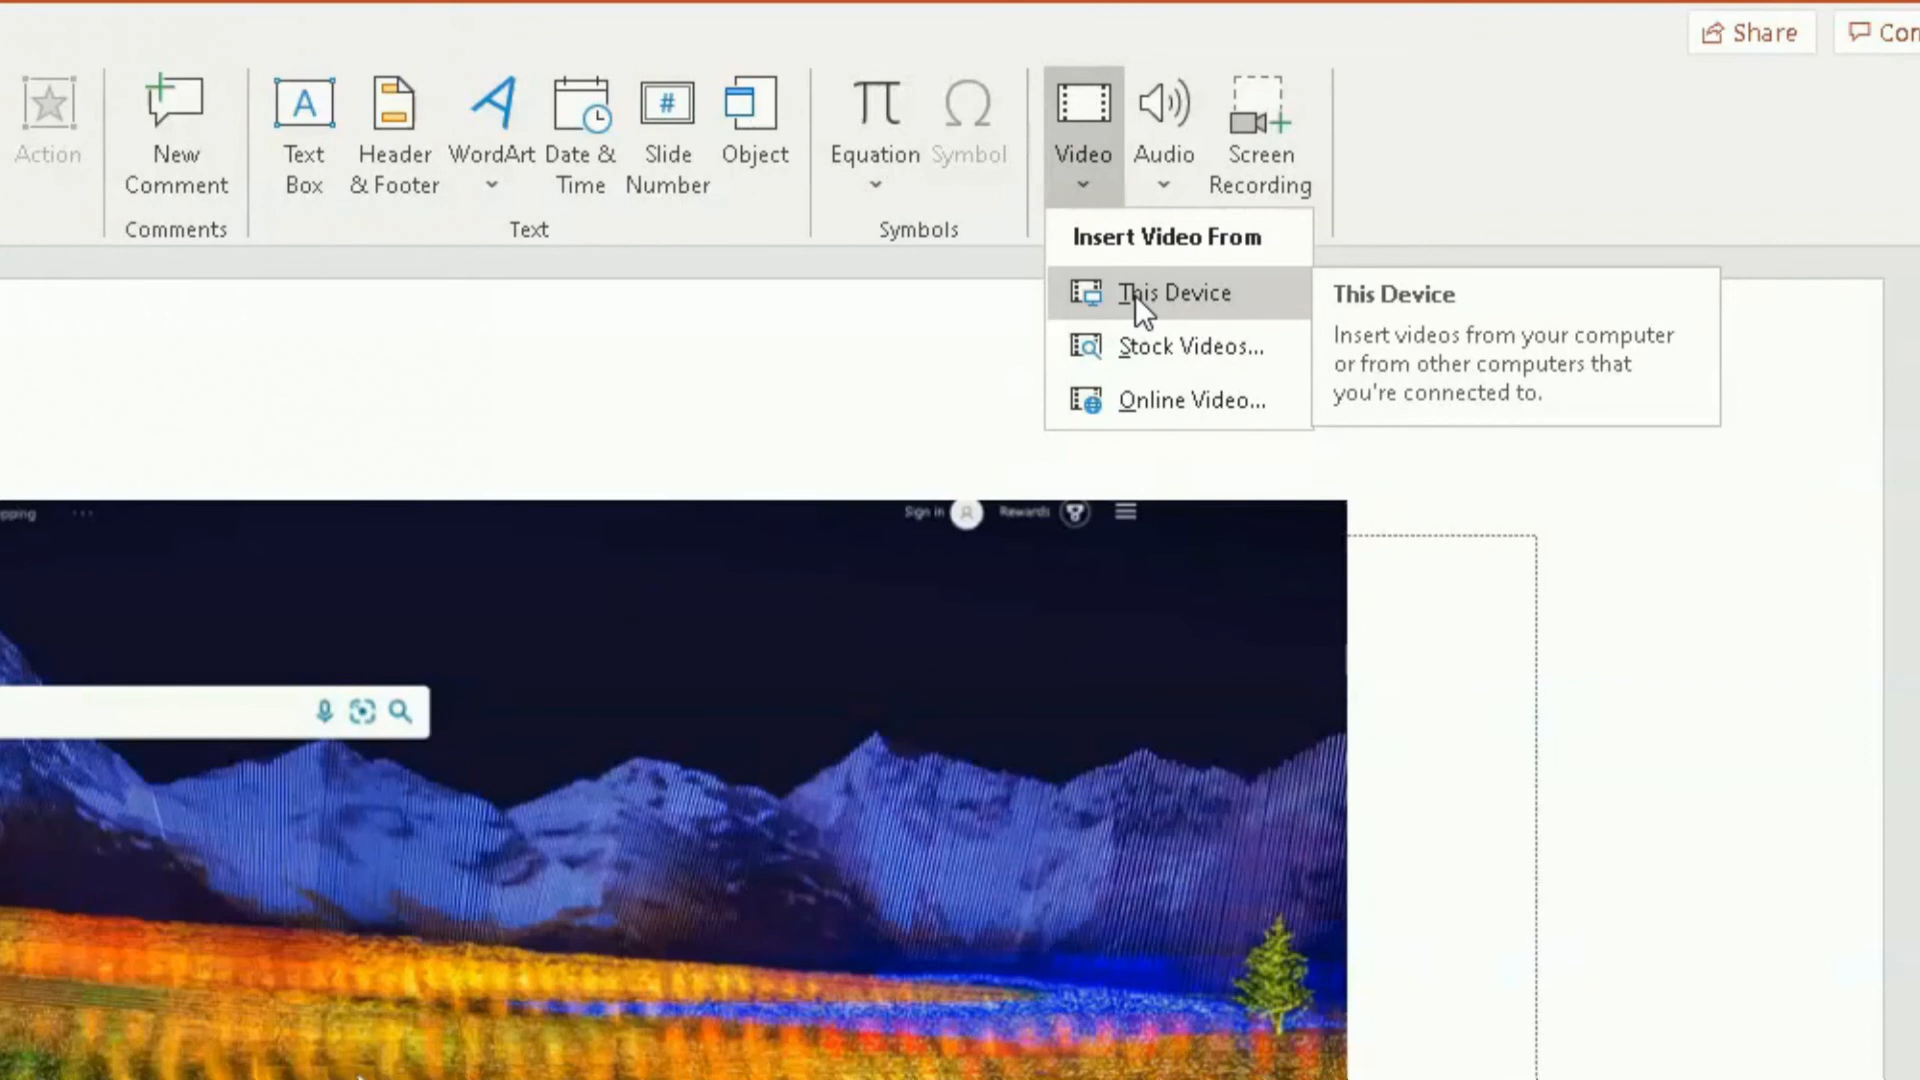 Share
Action
New
Comment
Text
Box
Header
& Footer
WordArt
Date &
Time
Slide
Number
Object
Equation
Symbol
Video
Audio
Screen
Recording
Comments
Text
Symbols
Insert Video From
This Device
Stock Videos...
Online Video...
This Device
Insert videos from your computer
or from other computers that
you're connected to.
Sign in
Rewards